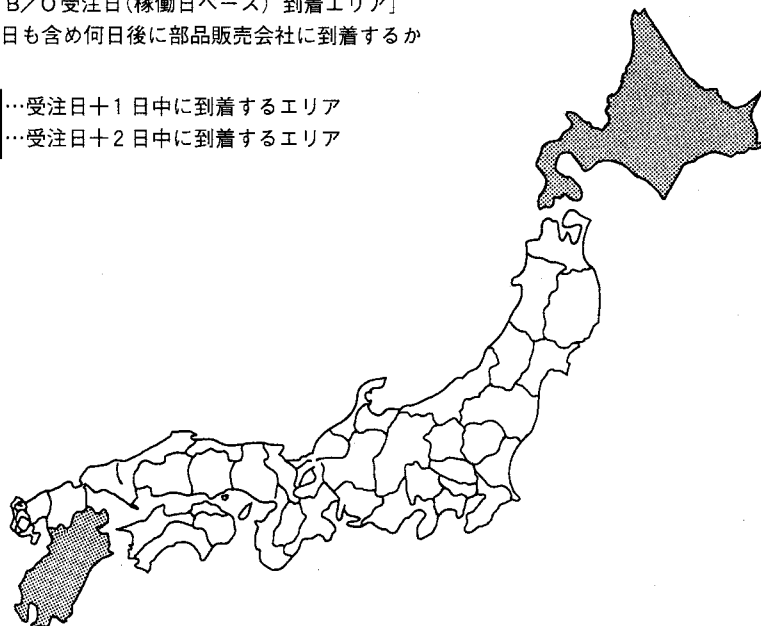 B/O受注日(稼働日ベース) 到着エリア」
日も含め何日後に部品販売会社に到着するか
…受注日+1日中に到着するエリア
…受注日+2日中に到着するエリア